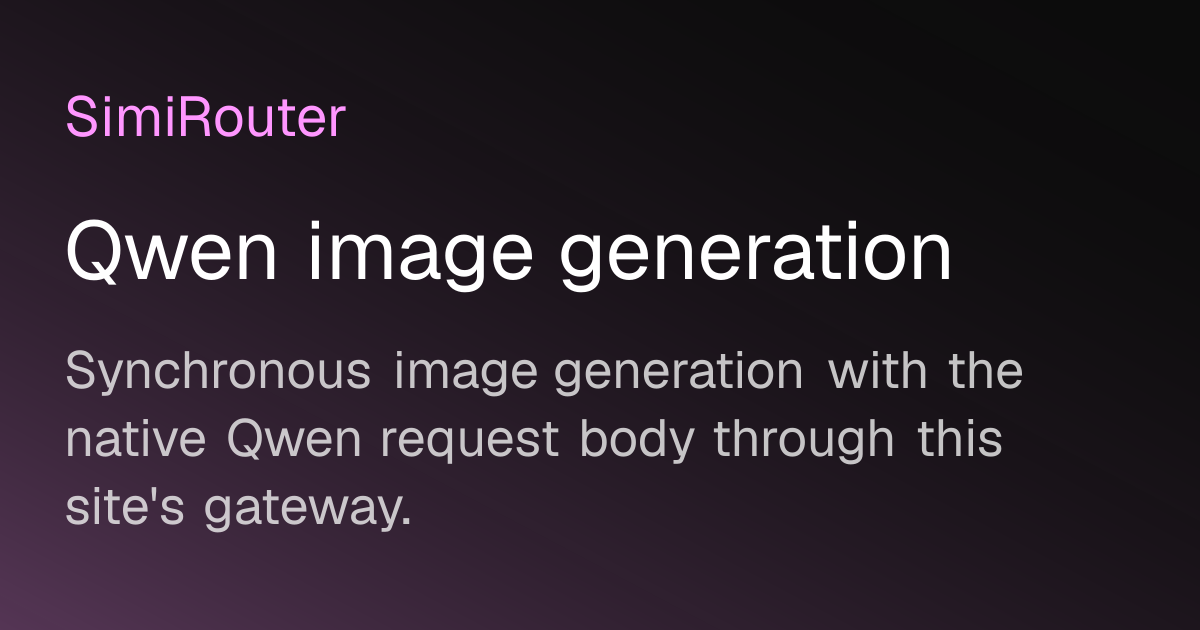 SimiRouter
Qwen image generation
Synchronous image generation with the
native Qwen request body through this
site's gateway.